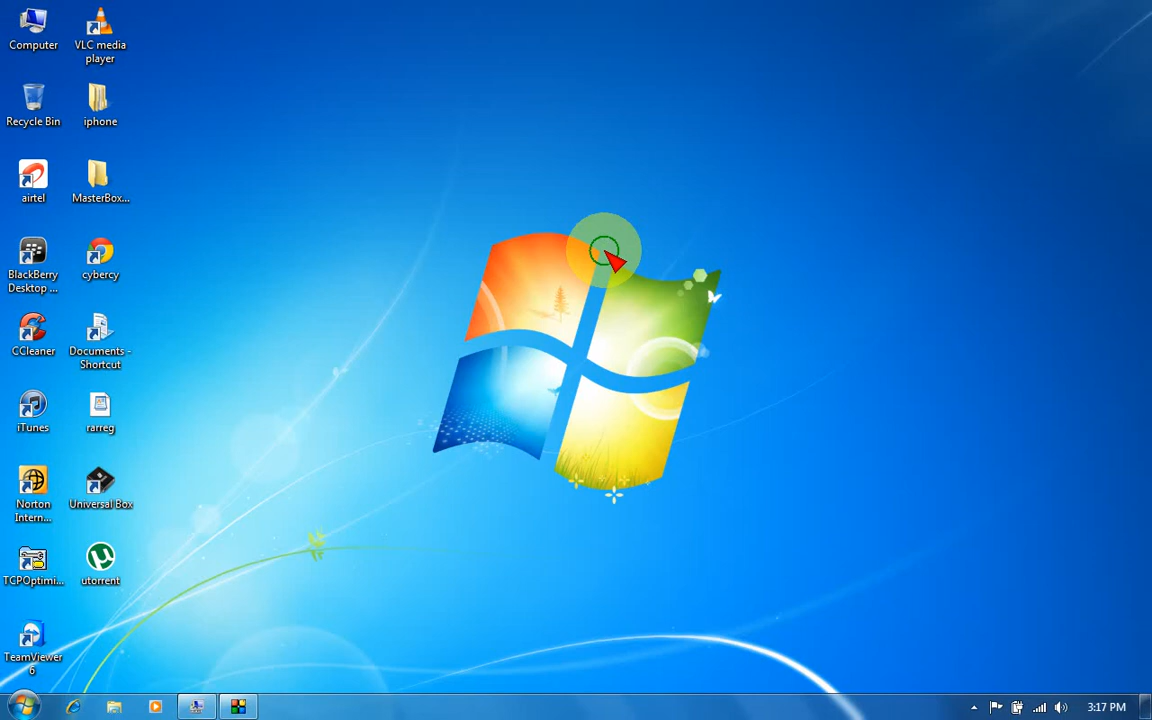 Computer
VLC media
player
Recycle Bin
iphone
airtel
MasterBox...
BlackBerry
Desktop ...
cybercy
CCleaner
Documents -
Shortcut
iTunes
rarreg
Norton
Intern...
Universal Box
TCPOptimi...
utorrent
TeamViewer
6
3:17 PM